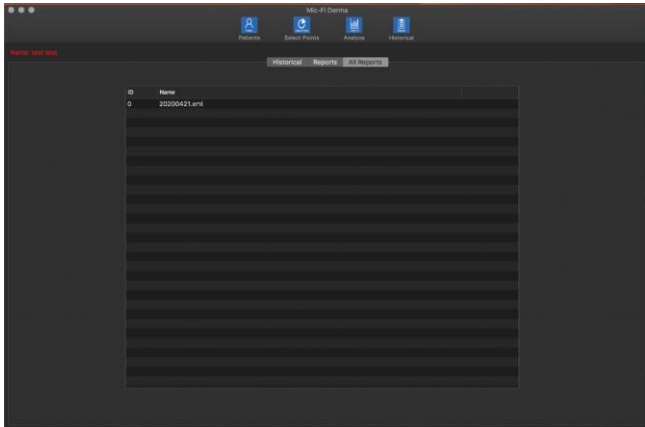 Mic-Fi Derma
Patients Select Points Analyze Historical
Name: test test
Historical Reports All Reports
ID Name
0 20200421.xml